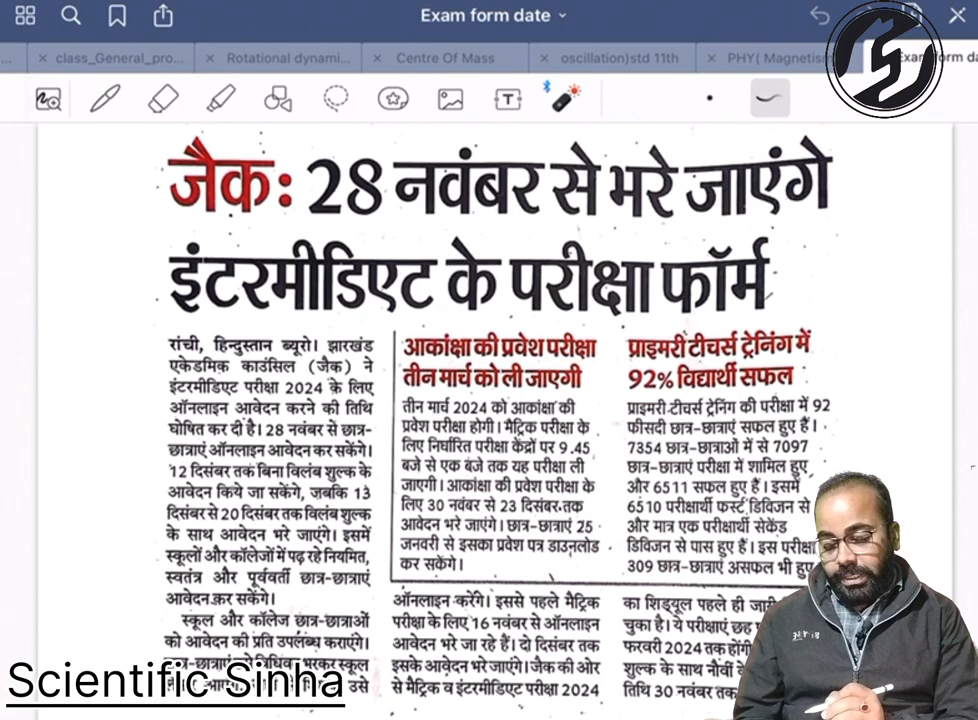 Exam form date
class_General_pro...
Rotational dynami...
Centre Of Mass
oscillation)std 11th
PHY( Magnetism
Exam form da
जैक: 28 नवंबर से भरे जाएंगे
इंटरमीडिएट के परीक्षा फॉर्म
रांची, हिन्दुस्तान ब्यूरो। झारखंड
एकेडमिक काउंसिल (जैक) ने
इंटरमीडिएट परीक्षा 2024 के लिए
ऑनलाइन आवेदन करने की तिथि
घोषित कर दी है। 28 नवंबर से छात्र-
छात्राएं ऑनलाइन आवेदन कर सकेंगे।
12 दिसंबर तक बिना विलंब शुल्क के
आवेदन किये जा सकेंगे, जबकि 13
दिसंबर से 20 दिसंबर तक विलंब शुल्क
के साथ आवेदन भरे जाएंगे। इसमें
स्कूलों और कॉलेजों में पढ़ रहे नियमित,
स्वतंत्र और पूर्ववर्ती छात्र-छात्राएं
आवेदन कर सकेंगे।
स्कूल और कॉलेज छात्र-छात्राओं
को आवेदन की प्रति उपलब्ध कराएंगे।
भरकर स्कूल
उसे
आकांक्षा की प्रवेश परीक्षा
तीन मार्च को ली जाएगी
तीन मार्च 2024 को आकांक्षा की
प्रवेश परीक्षा होगी। मैट्रिक परीक्षा के
लिए निर्धारित परीक्षा केंद्रों पर 9.45
बजे से एक बजे तक यह परीक्षा ली
जाएगी। आकांक्षा की प्रवेश परीक्षा के
लिए 30 नवंबर से 23 दिसंबर तक
आवेदन भरे जाएंगे। छात्र-छात्राएं 25
जनवरी से इसका प्रवेश पत्र डाउनलोड
कर सकेंगे।
प्राइमरी टीचर्स ट्रेनिंग में
92% विद्यार्थी सफल
प्राइमरी टीचर्स ट्रेनिंग की परीक्षा में 92
फीसदी छात्र-छात्राएं सफल हुए हैं।
7354 छात्र-छात्राओं में से 7097
छात्र-छात्राएं परीक्षा में शामिल हुए
और 6511 सफल हुए हैं। इसमें
6510 परीक्षार्थी फर्स्ट डिविजन से
और मात्र एक परीक्षार्थी सेकेंड
डिविजन से पास हुए हैं। इस परीक्षा
309 छात्र-छात्राएं असफल भी हुए
ऑनलाइन करेंगे। इससे पहले मैट्रिक
परीक्षा के लिए 16 नवंबर से ऑनलाइन
आवेदन भरे जा रहे हैं। दो दिसंबर तक
इसके आवेदन भरे जाएंगे। जैक की ओर
से मैट्रिक व इंटरमीडिएट परीक्षा 2024
का शिड्यूल पहले ही जारी
चुका है। ये परीक्षाएं छह
फरवरी 2024 तक होंगी
शुल्क के साथ नौवीं
तिथि 30 नवंबर तक
Scientific Sinha